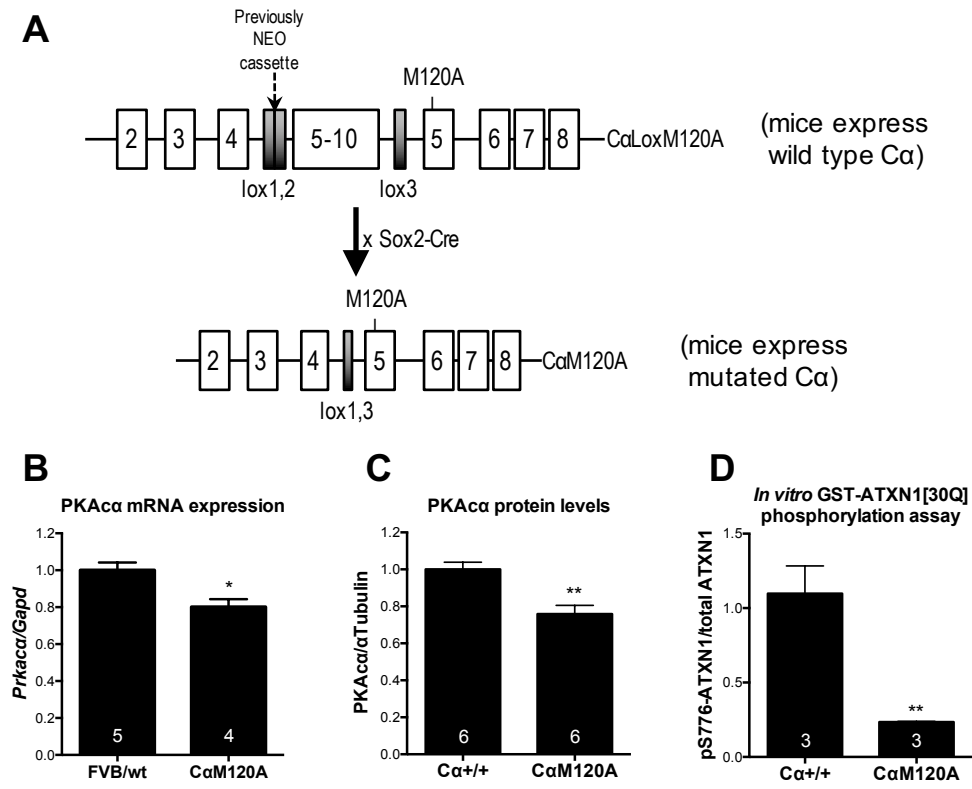 A
Previously
NEO
cassette
M120A
2 3 4 5-10 5 6 7 8 CαLoxM120A
(mice express
wild type Cα)
lox1,2 lox3
x Sox2-Cre
M120A
2 3 4 5 6 7 8 CαM120A
(mice express
mutated Cα)
lox1,3
B
PKAcα mRNA expression
Prkacα/Gapd
1.2
1.0
0.8
0.6
0.4
0.2
0.0
*
5 4
FVB/wt CαM120A
C
PKAcα protein levels
PKAcα/αTubulin
1.2
1.0
0.8
0.6
0.4
0.2
0.0
**
6 6
Cα+/+ CαM120A
D
In vitro GST-ATXN1[30Q]
phosphorylation assay
pS776-ATXN1/total ATXN1
1.5
1.0
0.5
0.0
**
3 3
Cα+/+ CαM120A